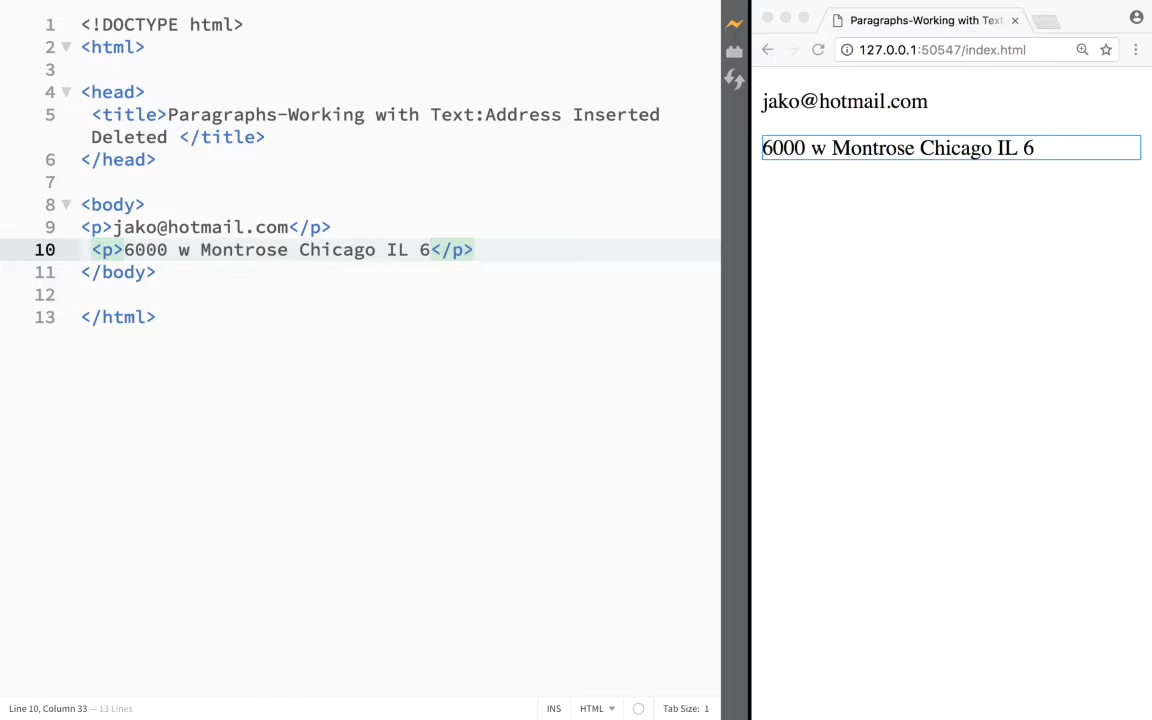 1 <!DOCTYPE html>
2 <html>
3
4 <head>
5 <title>Paragraphs-Working with Text:Address Inserted
Deleted </title>
6 </head>
7
8 <body>
9 <p>jako@hotmail.com</p>
10 <p>6000 w Montrose Chicago IL 6</p>
11 </body>
12
13 </html>
Line 10, Column 33 — 13 Lines
INS HTML Tab Size: 1
Paragraphs-Working with Text
127.0.0.1:50547/index.html
jako@hotmail.com
6000 w Montrose Chicago IL 6